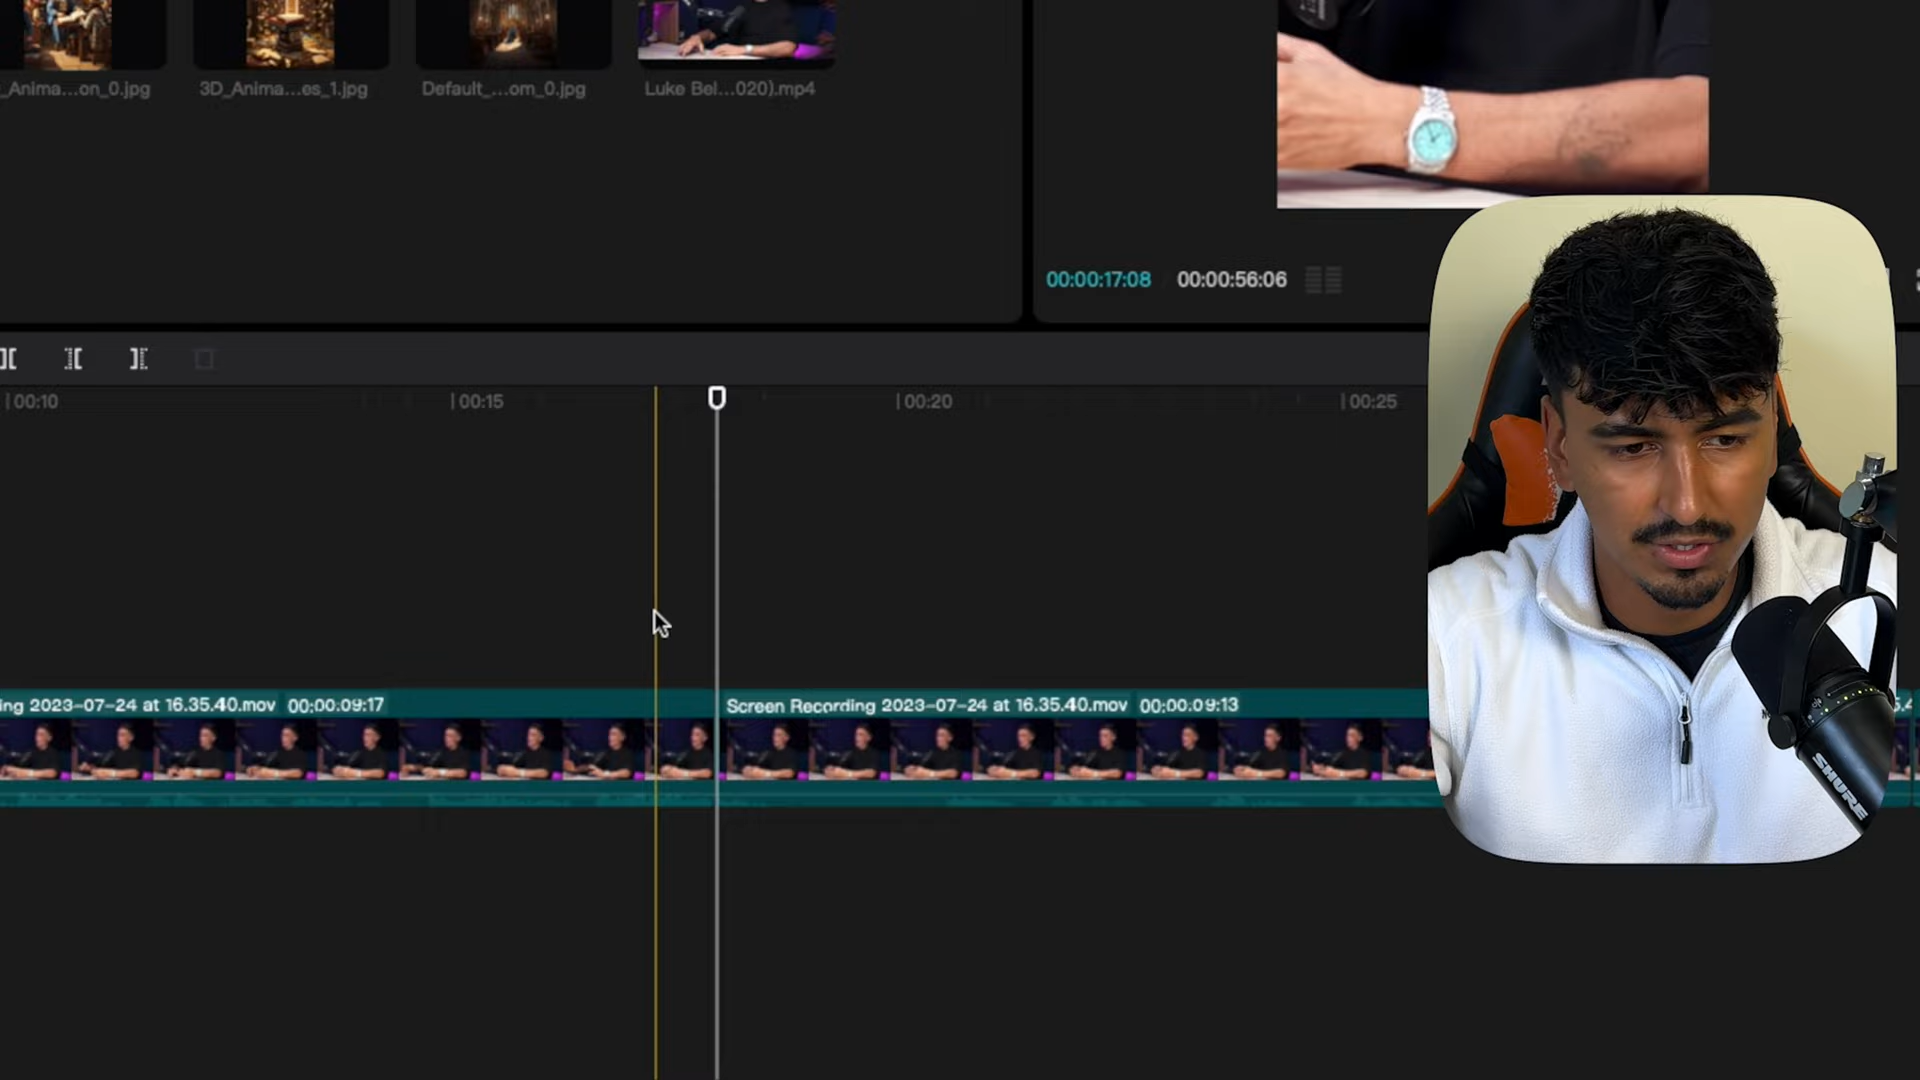 _Anima...on_0.jpg
3D_Anima...es_1.jpg
Default_...om_0.jpg
Luke Bel...020).mp4
00:00:17:08 00:00:56:06
00:10
00:15
00:20
00:25
ing 2023-07-24 at 16.35.40.mov 00:00:09:17
Screen Recording 2023-07-24 at 16.35.40.mov 00:00:09:13
SHURE